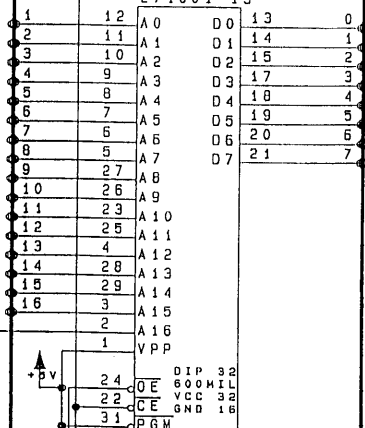 1 12 A0 D0 13 0
2 11 A1 D1 14 1
3 10 A2 D2 15 2
4 9 A3 D3 17 3
5 8 A4 D4 18 4
6 7 A5 D5 19 5
7 6 A6 D6 20 6
8 5 A7 D7 21 7
9 27 A8
10 26 A9
11 23 A10
12 25 A11
13 4 A12
14 28 A13
15 29 A14
16 3 A15
2 A16
1 VPP
+5V
DIP 32
24 OE 600MIL
VCC 32
22 CE GND 16
31 PGM